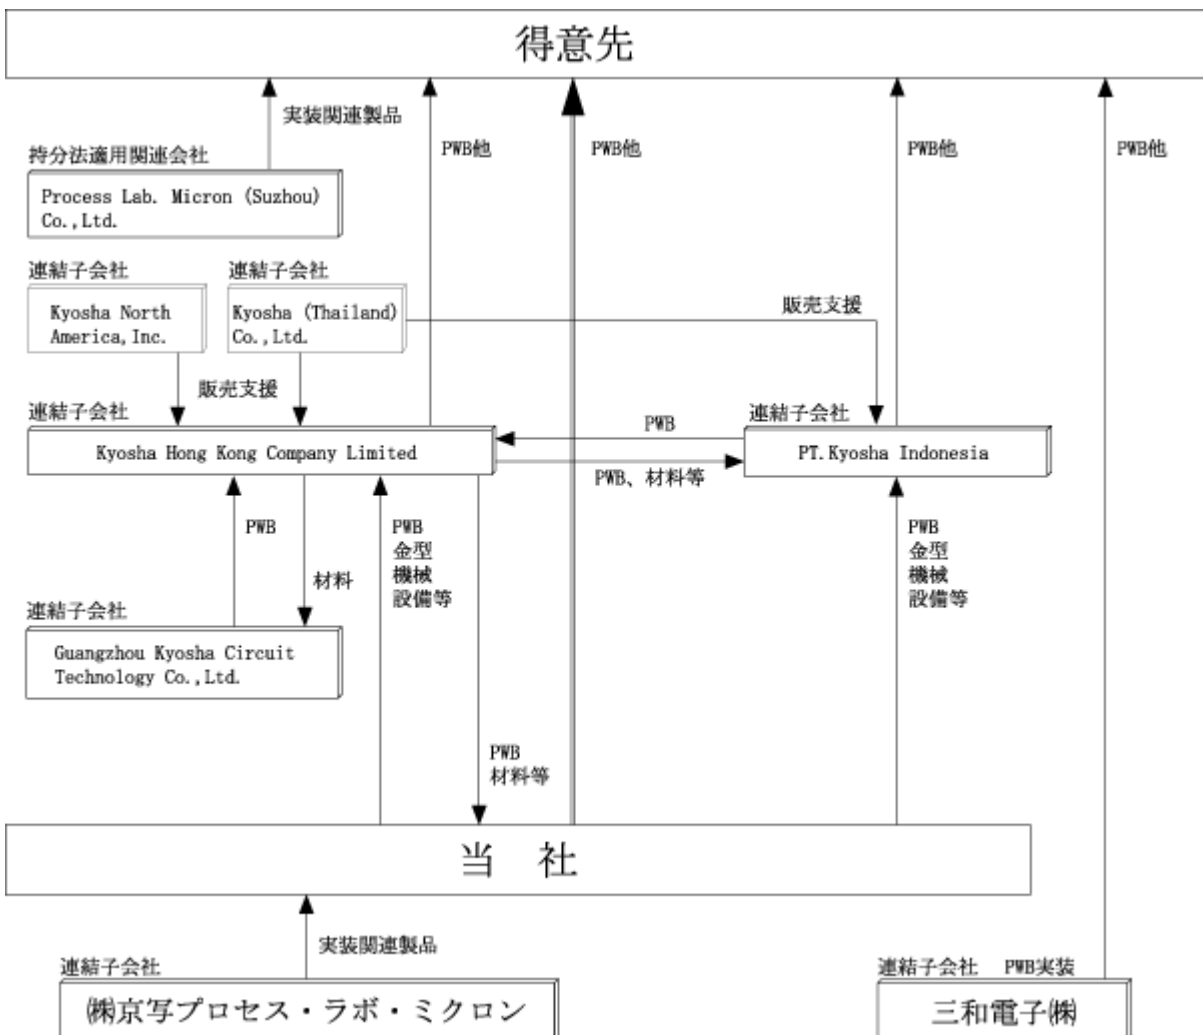 得意先
実装関連製品
PWB他
PWB他
PWB他
PWB他
持分法適用関連会社
Process Lab. Micron (Suzhou)
Co.,Ltd.
連結子会社
連結子会社
Kyosha North
America,Inc.
Kyosha (Thailand)
Co.,Ltd.
販売支援
販売支援
連結子会社
連結子会社
Kyosha Hong Kong Company Limited
PWB
PWB、材料等
PT.Kyosha Indonesia
PWB
材料
PWB
金型
機械
設備等
PWB
金型
機械
設備等
連結子会社
Guangzhou Kyosha Circuit
Technology Co.,Ltd.
PWB
材料等
当 社
実装関連製品
連結子会社
㈱京写プロセス・ラボ・ミクロン
連結子会社 PWB実装
三和電子㈱